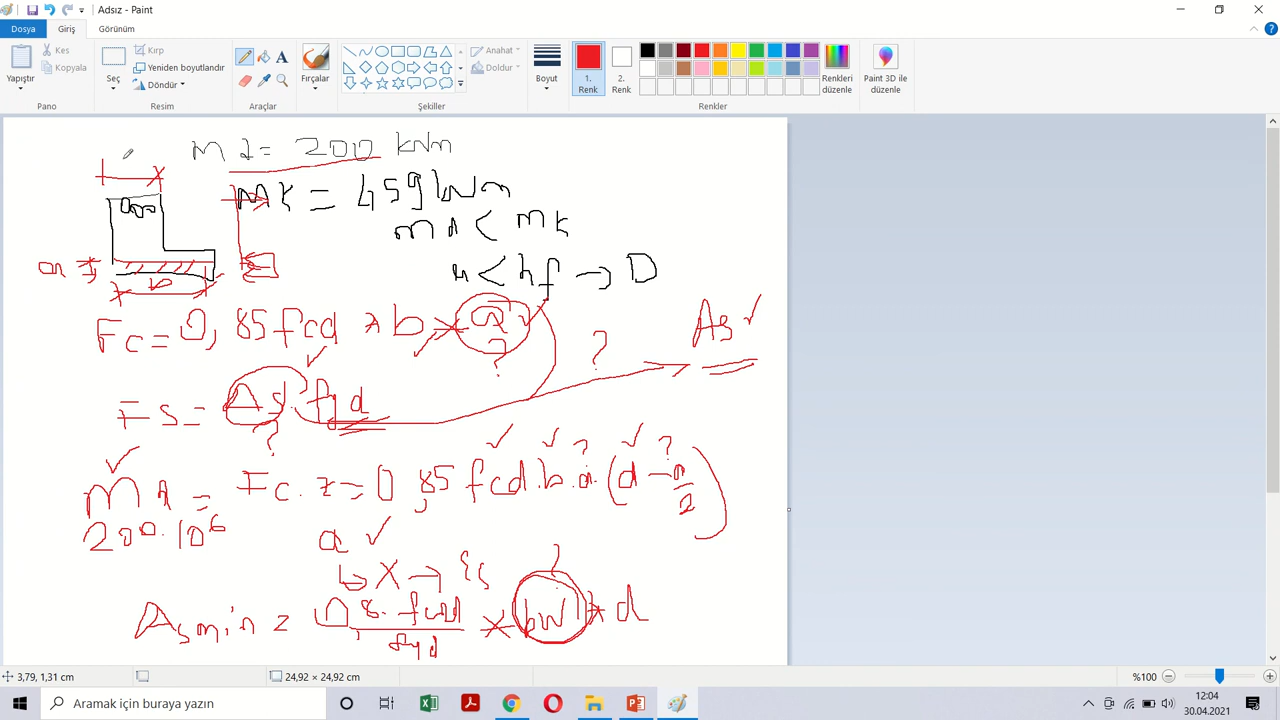 Adsız - Paint
Dosya Giriş Görünüm
Yapıştır Kes Kopyala Pano
Seç Kırp Yeniden boyutlandır Döndür Resim
Araçlar
Fırçalar
Şekiller Anahat Doldur
Boyut
1. Renk 2. Renk Renkleri düzenle Renkler
Paint 3D ile düzenle
Md = 200 kNm
MK = 459 kNm
Md < MK
a < hf → D
Fc = 0,85 fcd x b x a ?
? As ✓
Fs = As . fyd
?
Md = Fc . z = 0,85 fcd . b . a . (d - a/2)
200.10⁶
a ✓
↳ X → εs
As min = 0,8 . fctd / fyd x bw x d
3,79, 1,31 cm 24,92 × 24,92 cm %100
Aramak için buraya yazın
12:04
30.04.2021